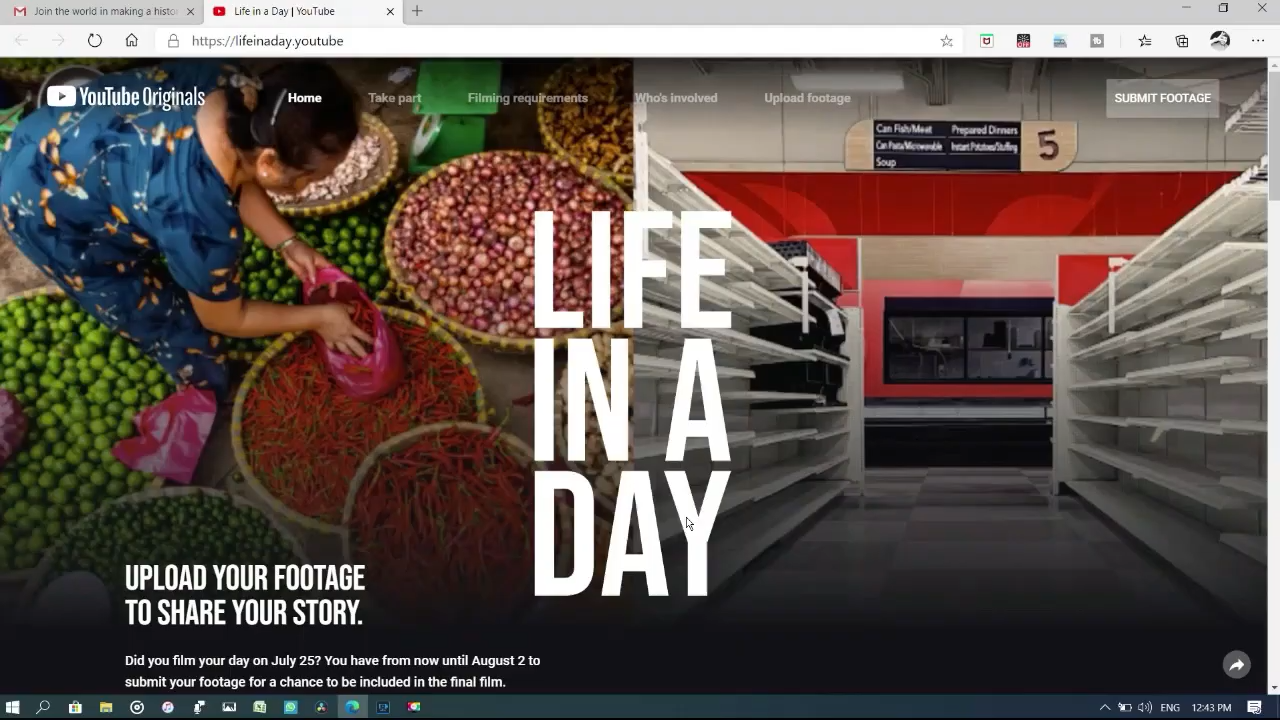 Join the world in making a histo
Life in a Day | YouTube
https://lifeinaday.youtube
YouTube Originals
Home
Take part
Filming requirements
Who's involved
Upload footage
SUBMIT FOOTAGE
Can Fish/Meat
Prepared Dinners
Can Pasta/Microwavable
Instant Potatoes/Stuffing
Soup
5
LIFE
IN A
DAY
UPLOAD YOUR FOOTAGE
TO SHARE YOUR STORY.
Did you film your day on July 25? You have from now until August 2 to
submit your footage for a chance to be included in the final film.
ENG
12:43 PM